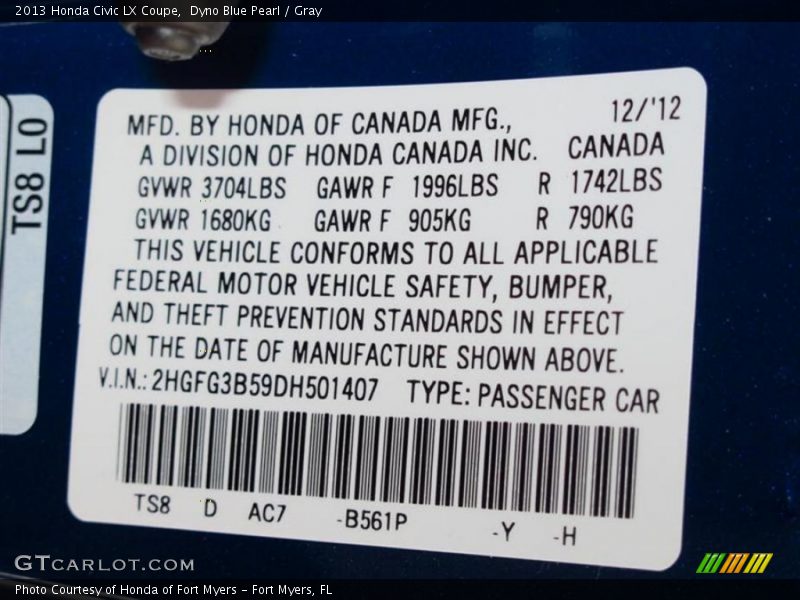 2013 Honda Civic LX Coupe, Dyno Blue Pearl / Gray
TS8 L0
12/'12
MFD. BY HONDA OF CANADA MFG.,
A DIVISION OF HONDA CANADA INC. CANADA
GVWR 3704LBS GAWR F 1996LBS R 1742LBS
GVWR 1680KG GAWR F 905KG R 790KG
THIS VEHICLE CONFORMS TO ALL APPLICABLE
FEDERAL MOTOR VEHICLE SAFETY, BUMPER,
AND THEFT PREVENTION STANDARDS IN EFFECT
ON THE DATE OF MANUFACTURE SHOWN ABOVE.
V.I.N.: 2HGFG3B59DH501407 TYPE: PASSENGER CAR
TS8 D AC7 -B561P -Y -H
GTCARLOT.COM
Photo Courtesy of Honda of Fort Myers - Fort Myers, FL